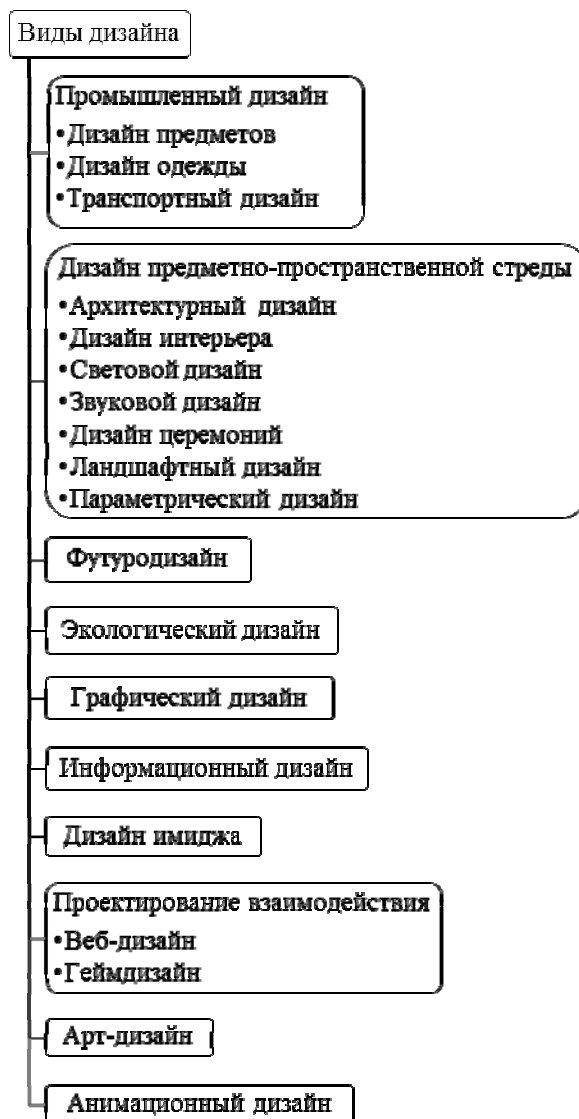 Виды дизайна
Промышленный дизайн
•Дизайн предметов
•Дизайн одежды
•Транспортный дизайн
Дизайн предметно-пространственной стреды
•Архитектурный дизайн
•Дизайн интерьера
•Световой дизайн
•Звуковой дизайн
•Дизайн церемоний
•Ландшафтный дизайн
•Параметрический дизайн
Футуродизайн
Экологический дизайн
Графический дизайн
Информационный дизайн
Дизайн имиджа
Проектирование взаимодействия
•Веб-дизайн
•Геймдизайн
Арт-дизайн
Анимационный дизайн